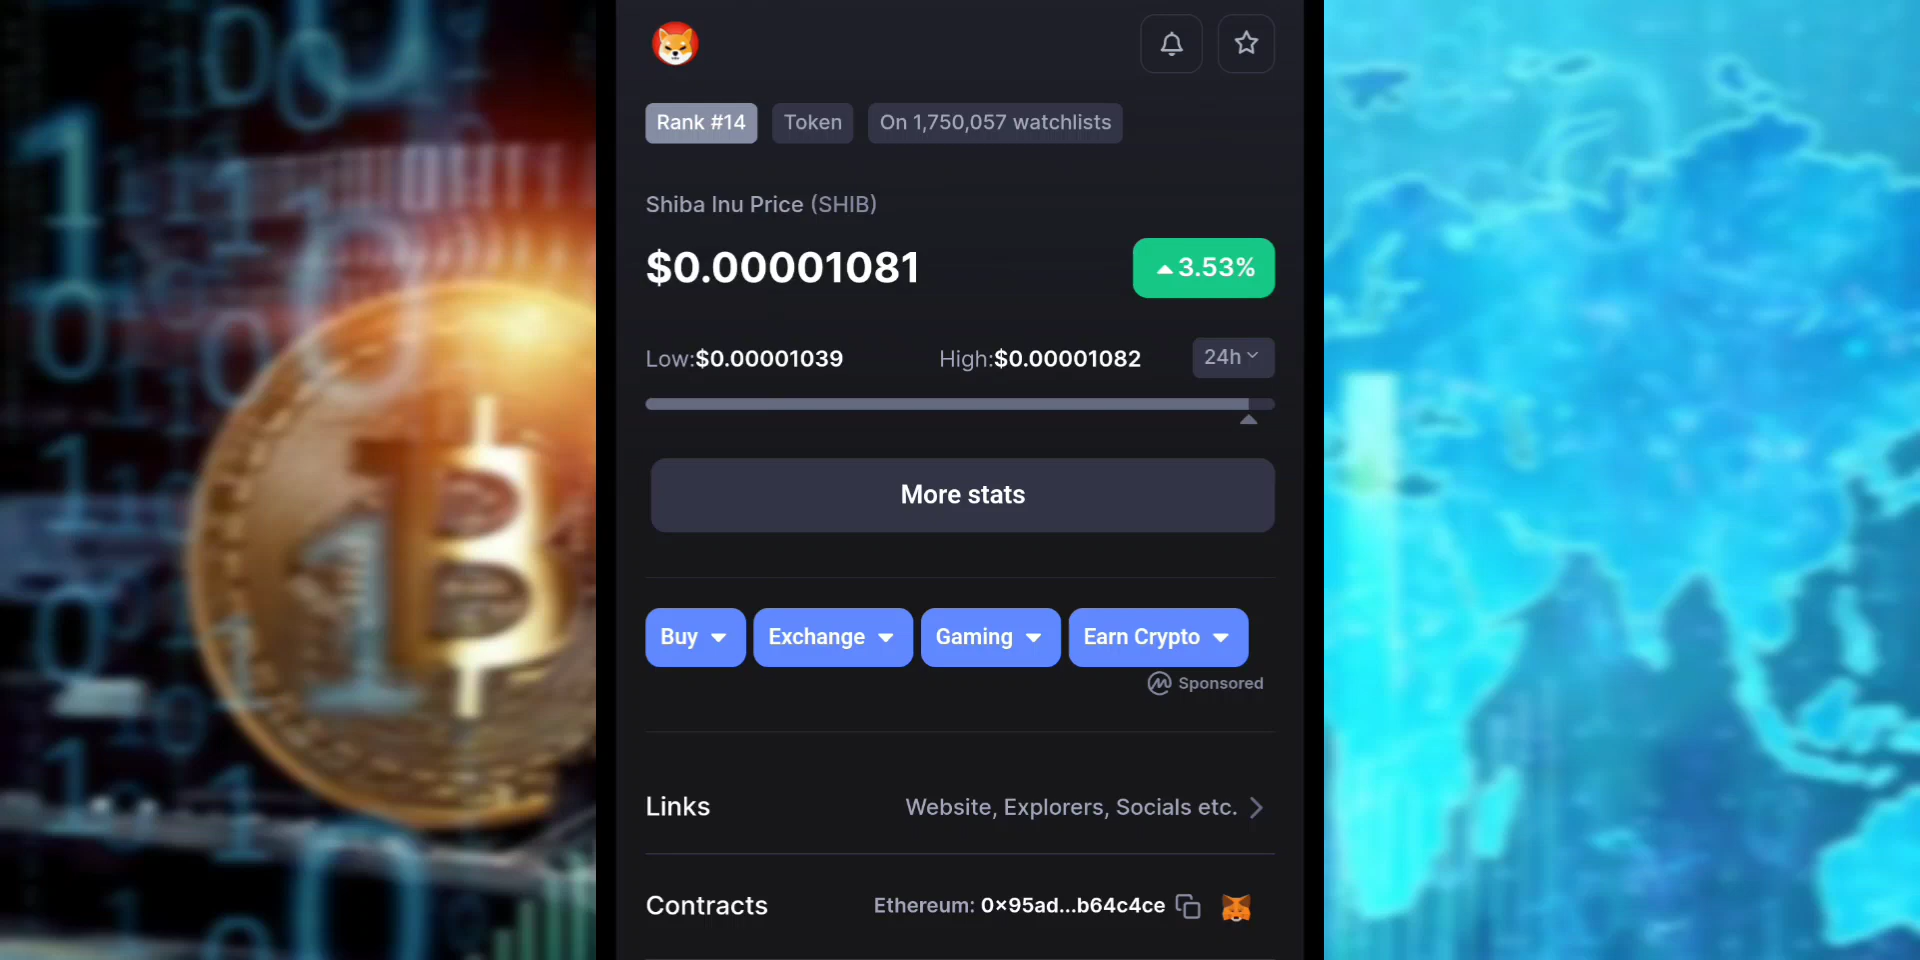 Rank #14 Token On 1,750,057 watchlists
Shiba Inu Price (SHIB)
$0.00001081 3.53%
Low:$0.00001039 High:$0.00001082 24h
More stats
Buy Exchange Gaming Earn Crypto
Sponsored
Links Website, Explorers, Socials etc.
Contracts Ethereum: 0×95ad...b64c4ce